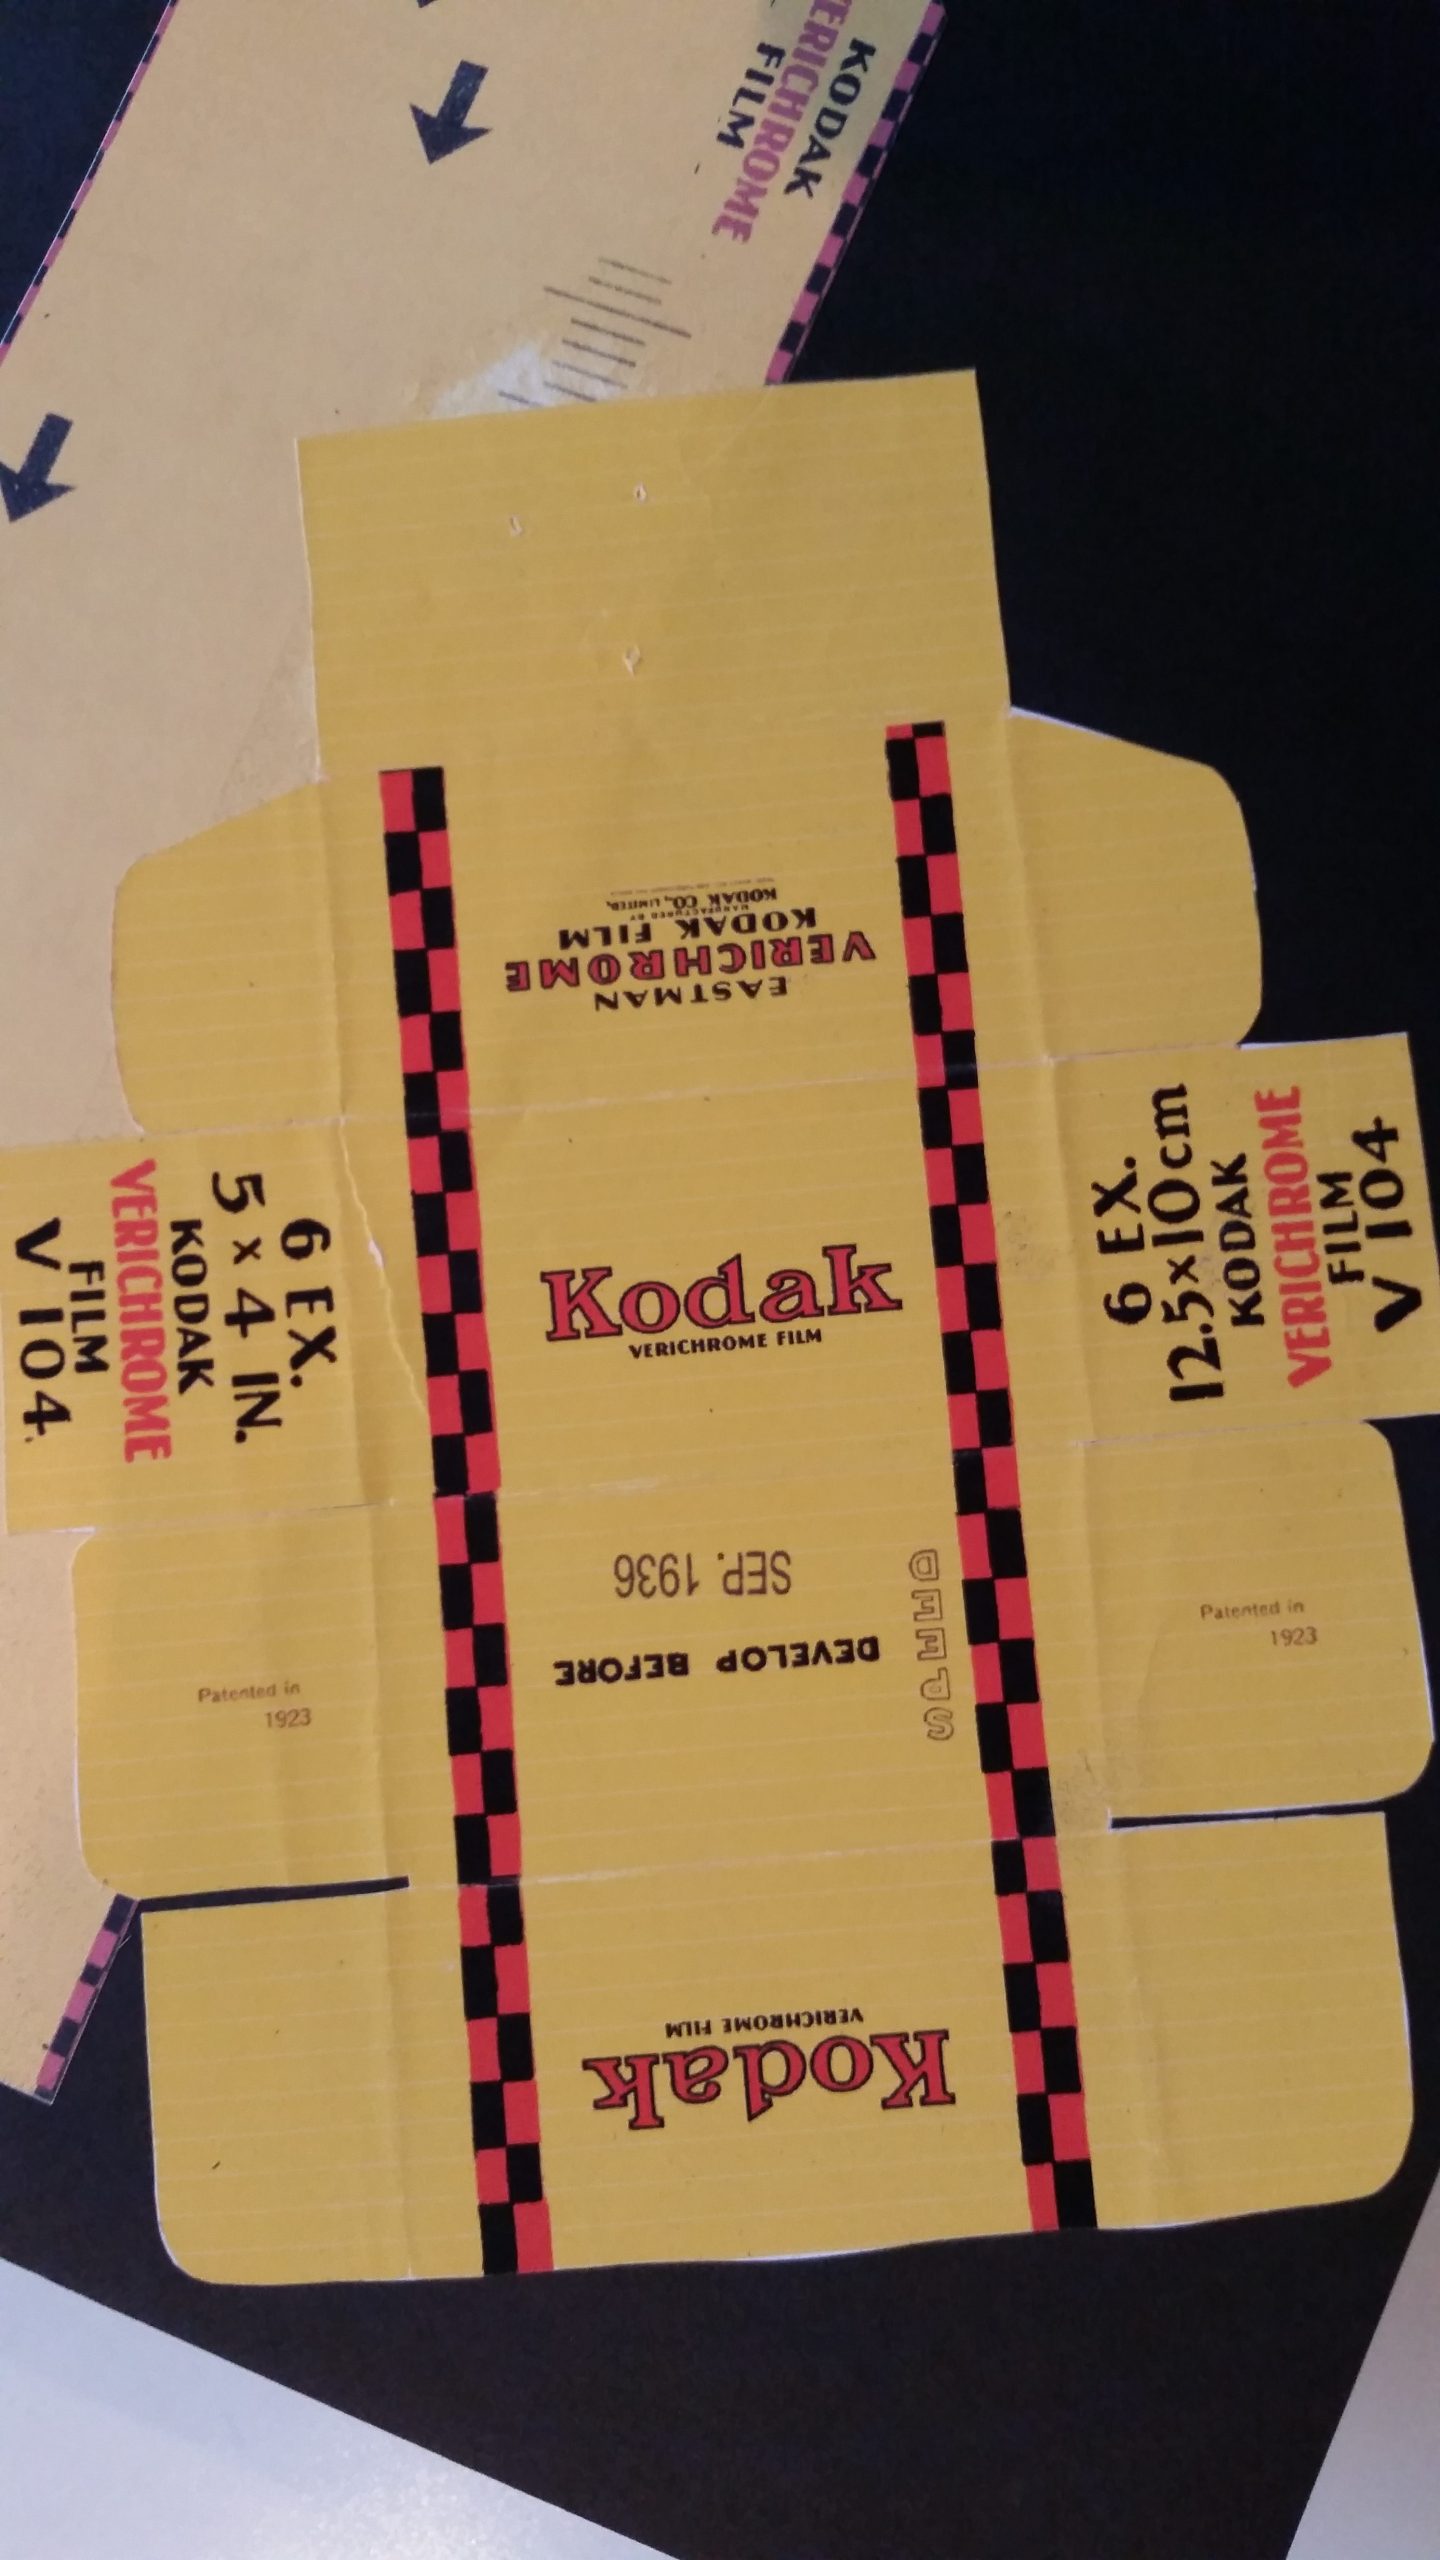 KODAK
VERICHROME
FILM
EASTMAN
VERICHROME
KODAK FILM
MANUFACTURED BY
KODAK CO., LIMITED,
6 EX.
5 x 4 IN.
KODAK
VERICHROME
FILM
V 104
Kodak
VERICHROME FILM
6 EX.
12.5x10cm
KODAK
VERICHROME
FILM
V 104
DEVELOP BEFORE
SEP. 1936
Patented in
1923
Patented in
1923
Kodak
VERICHROME FILM